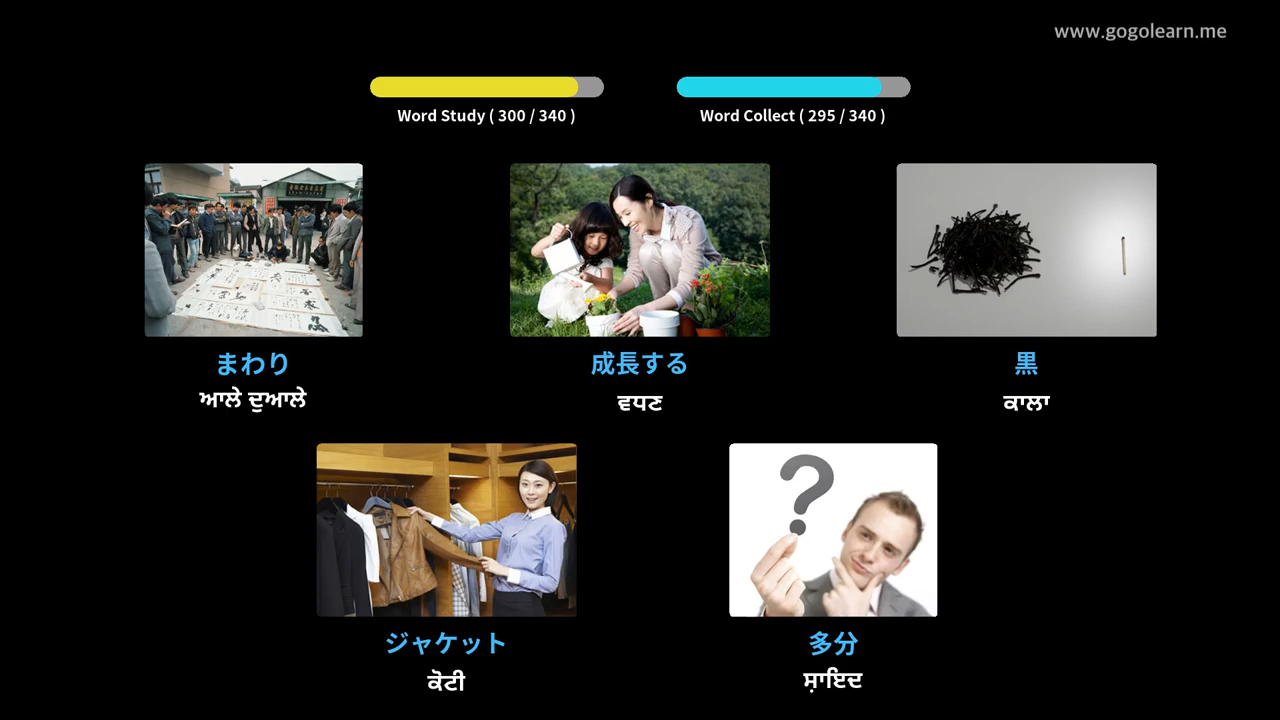 www.gogolearn.me
Word Study ( 300 / 340 )
Word Collect ( 295 / 340 )
まわり
ਆਲੇ ਦੁਆਲੇ
成長する
ਵਧਣ
黒
ਕਾਲਾ
ジャケット
ਕੋਟੀ
多分
ਸ਼ਾਇਦ